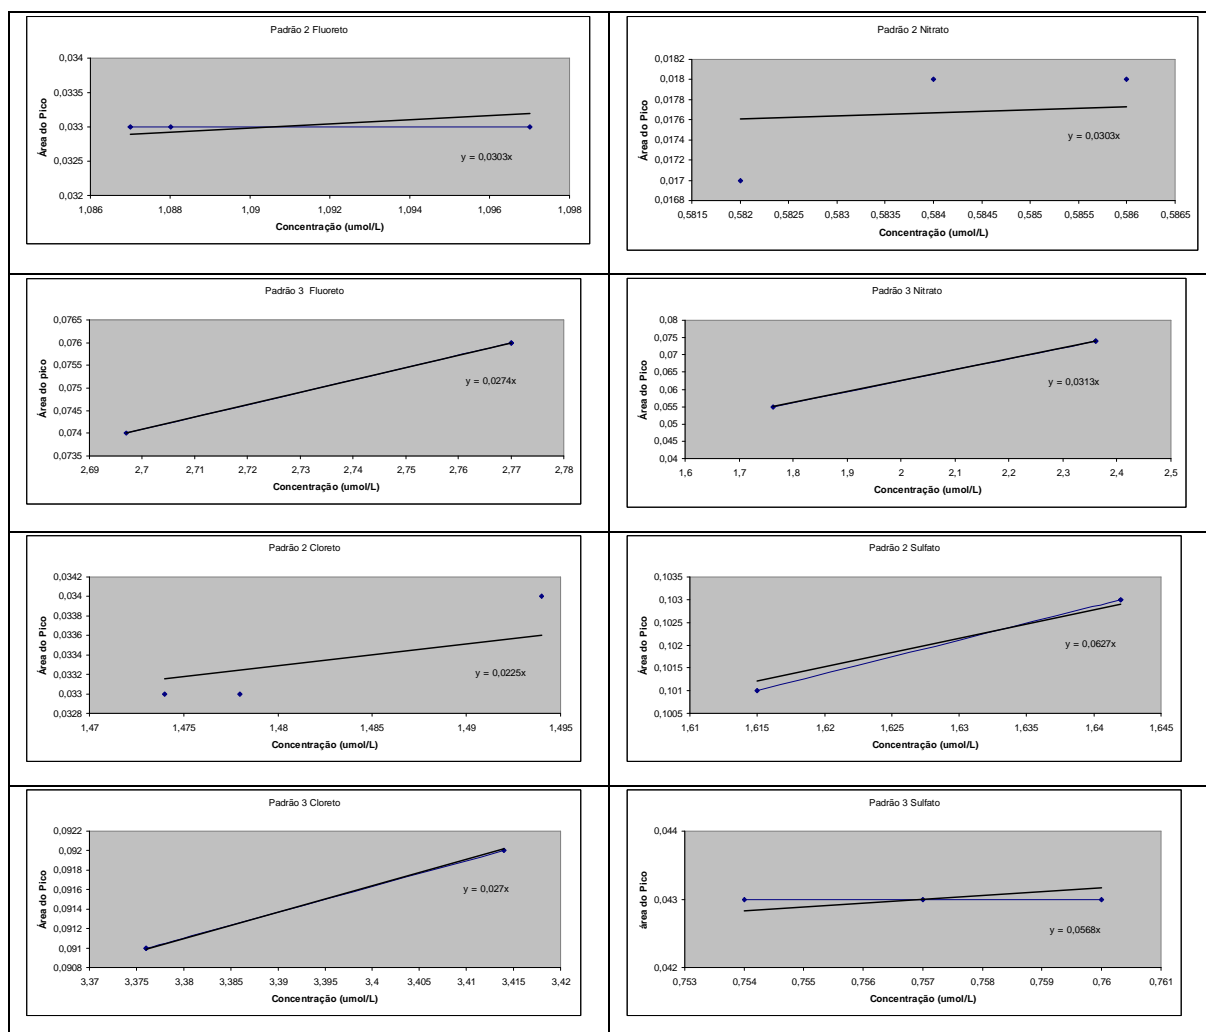 Padrão 2 Fluoreto
0,034
0,0335
0,033
0,0325
0,032
Área do Pico
y = 0,0303x
1,086 1,088 1,09 1,092 1,094 1,096 1,098
Concentração (umol/L)
Padrão 2 Nitrato
0,0182
0,018
0,0178
0,0176
0,0174
0,0172
0,017
0,0168
Área do Pico
y = 0,0303x
0,5815 0,582 0,5825 0,583 0,5835 0,584 0,5845 0,585 0,5855 0,586 0,5865
Concentração (umol/L)
Padrão 3 Fluoreto
0,0765
0,076
0,0755
0,075
0,0745
0,074
0,0735
Área do pico
y = 0,0274x
2,69 2,7 2,71 2,72 2,73 2,74 2,75 2,76 2,77 2,78
Concentração (umol/L)
Padrão 3 Nitrato
0,08
0,075
0,07
0,065
0,06
0,055
0,05
0,045
0,04
Área do Pico
y = 0,0313x
1,6 1,7 1,8 1,9 2 2,1 2,2 2,3 2,4 2,5
Concentração (umol/L)
Padrão 2 Cloreto
0,0342
0,034
0,0338
0,0336
0,0334
0,0332
0,033
0,0328
Área do Pico
y = 0,0225x
1,47 1,475 1,48 1,485 1,49 1,495
Concentração (umol/L)
Padrão 2 Sulfato
0,1035
0,103
0,1025
0,102
0,1015
0,101
0,1005
Área do Pico
y = 0,0627x
1,61 1,615 1,62 1,625 1,63 1,635 1,64 1,645
Concentração (umol/L)
Padrão 3 Cloreto
0,0922
0,092
0,0918
0,0916
0,0914
0,0912
0,091
0,0908
Área do Pico
y = 0,027x
3,37 3,375 3,38 3,385 3,39 3,395 3,4 3,405 3,41 3,415 3,42
Concentração (umol/L)
Padrão 3 Sulfato
0,044
0,043
0,042
área do Pico
y = 0,0568x
0,753 0,754 0,755 0,756 0,757 0,758 0,759 0,76 0,761
Concentração (umol/L)